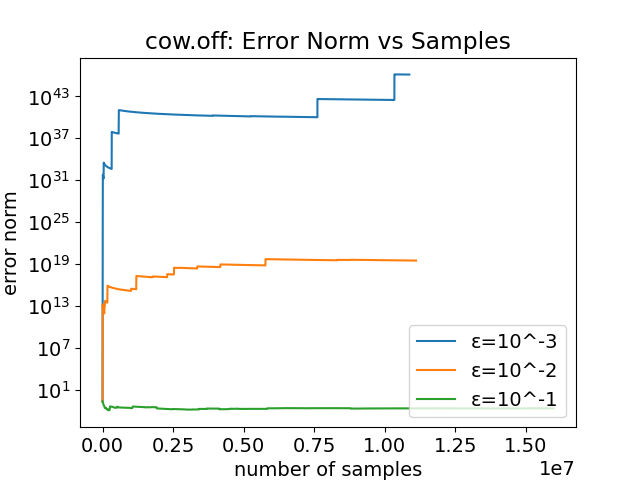 cow.off: Error Norm vs Samples
error norm
10^43
10^37
10^31
10^25
10^19
10^13
10^7
10^1
ε=10^-3
ε=10^-2
ε=10^-1
0.00 0.25 0.50 0.75 1.00 1.25 1.50
number of samples
1e7